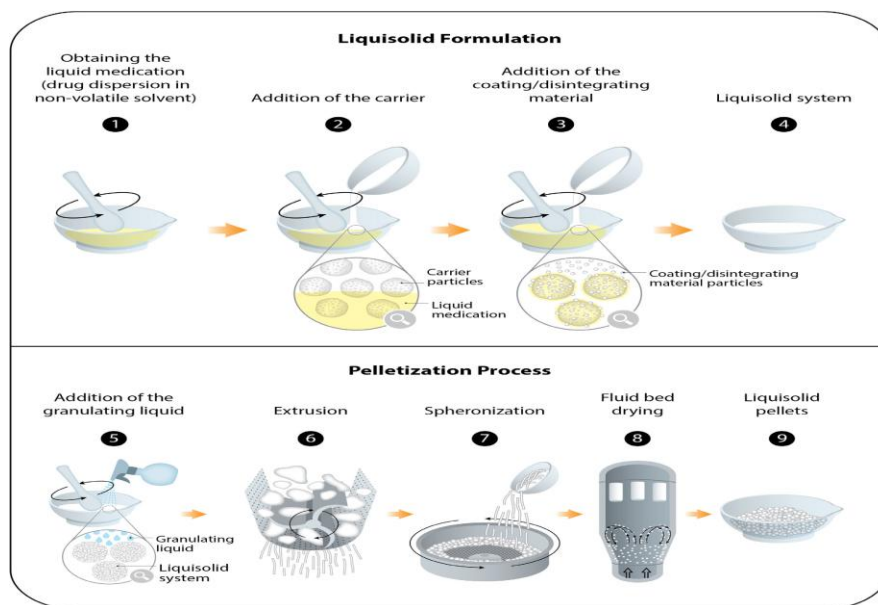 Liquisolid Formulation
Obtaining the
liquid medication
(drug dispersion in
non-volatile solvent)
1
Addition of the carrier
2
Addition of the
coating/disintegrating
material
3
Liquisolid system
4
Carrier
particles
Liquid
medication
Coating/disintegrating
material particles
Pelletization Process
Addition of the
granulating liquid
5
Extrusion
6
Spheronization
7
Fluid bed
drying
8
Liquisolid
pellets
9
Granulating
liquid
Liquisolid
system